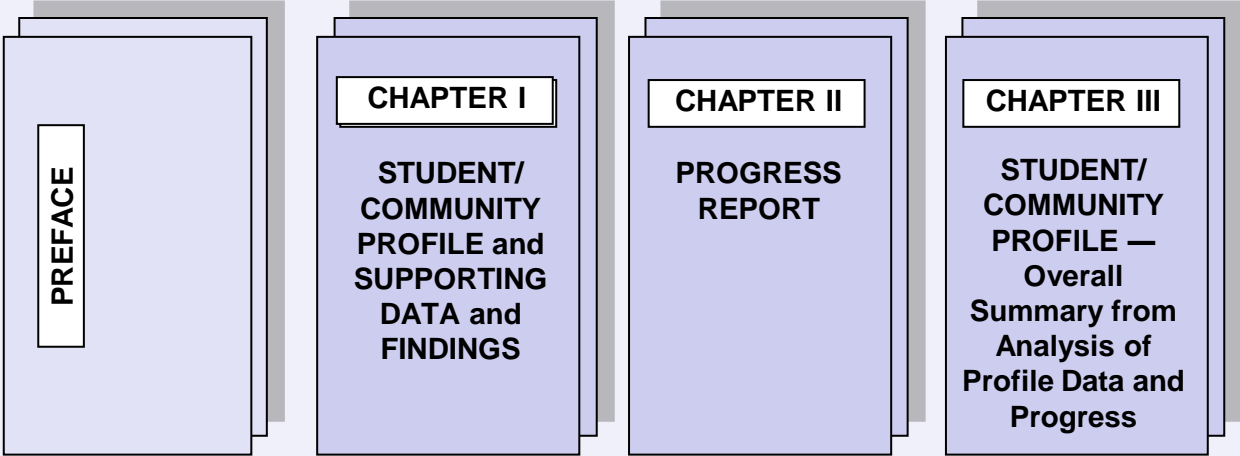 PREFACE
CHAPTER I
STUDENT/
COMMUNITY
PROFILE and
SUPPORTING
DATA and
FINDINGS
CHAPTER II
PROGRESS
REPORT
CHAPTER III
STUDENT/
COMMUNITY
PROFILE —
Overall
Summary from
Analysis of
Profile Data and
Progress